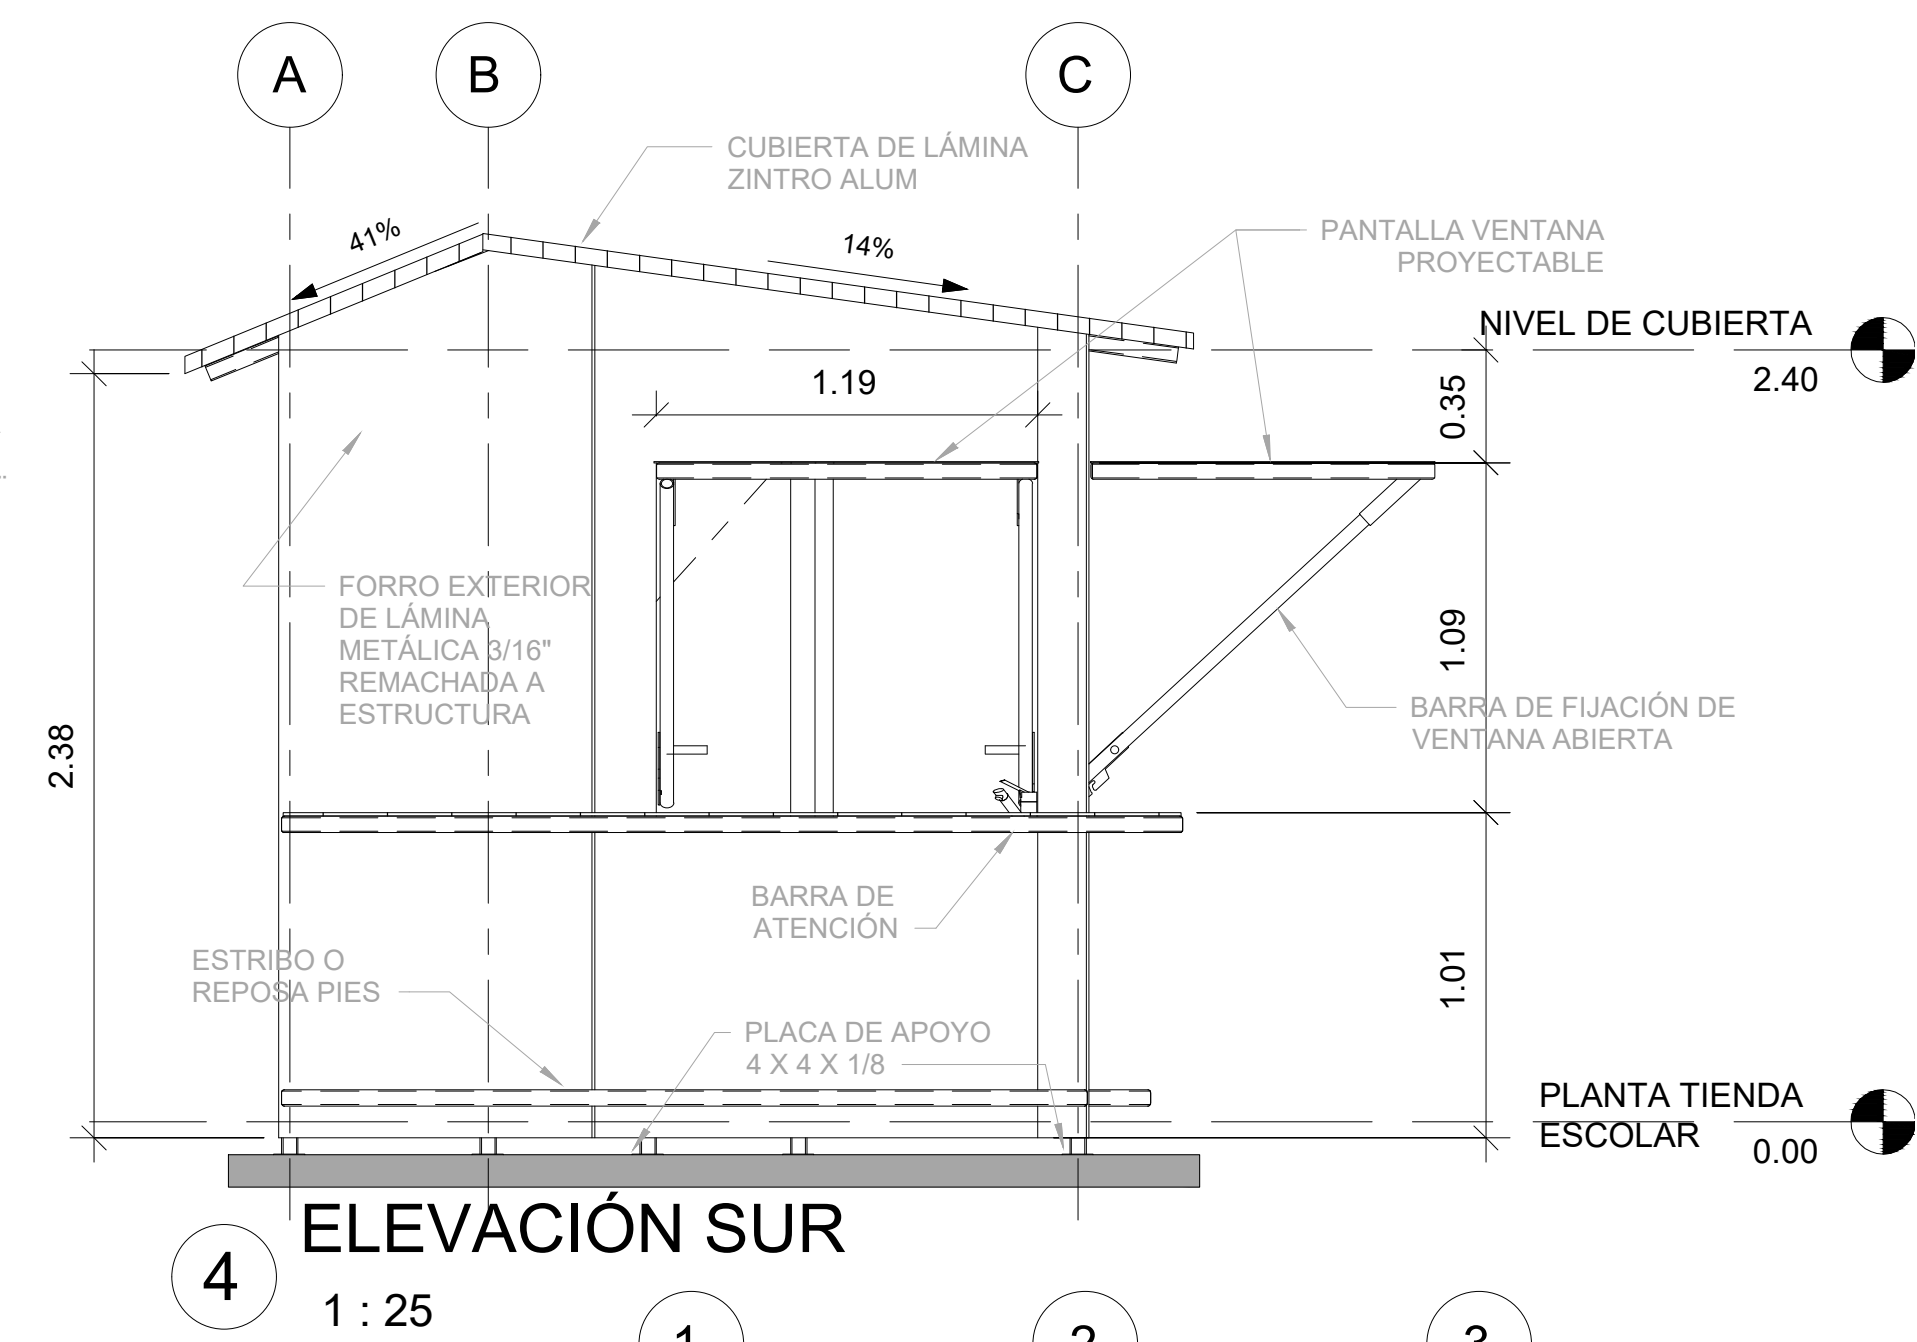 A
B
C
CUBIERTA DE LÁMINA
ZINTRO ALUM
41%
14%
PANTALLA VENTANA
PROYECTABLE
NIVEL DE CUBIERTA
2.40
1.19
0.35
FORRO EXTERIOR
DE LÁMINA
METÁLICA 3/16"
REMACHADA A
ESTRUCTURA
1.09
BARRA DE FIJACIÓN DE
VENTANA ABIERTA
2.38
BARRA DE
ATENCIÓN
1.01
ESTRIBO O
REPOSA PIES
PLACA DE APOYO
4 X 4 X 1/8
PLANTA TIENDA
ESCOLAR
0.00
4
ELEVACIÓN SUR
1 : 25
1
2
3